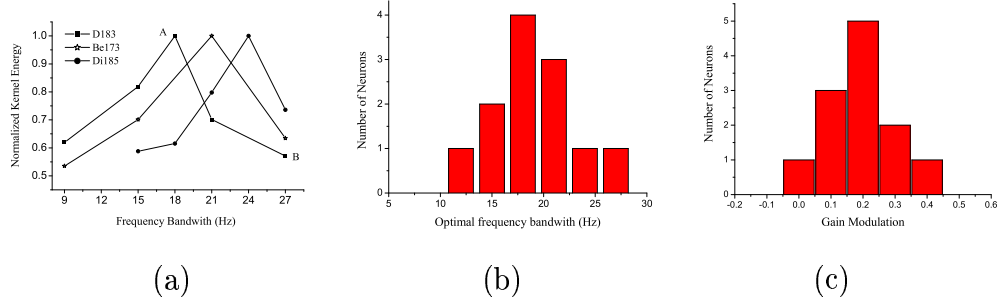 D183
Be173
Di185
A
B
Normalized Kernel Energy
1.0
0.9
0.8
0.7
0.6
0.5
9 12 15 18 21 24 27
Frequency Bandwith (Hz)
(a)
Number of Neurons
4
3
2
1
0
5 10 15 20 25 30
Optimal frequency bandwith (Hz)
(b)
Number of Neurons
5
4
3
2
1
0
-0.2 -0.1 0.0 0.1 0.2 0.3 0.4 0.5 0.6
Gain Modulation
(c)